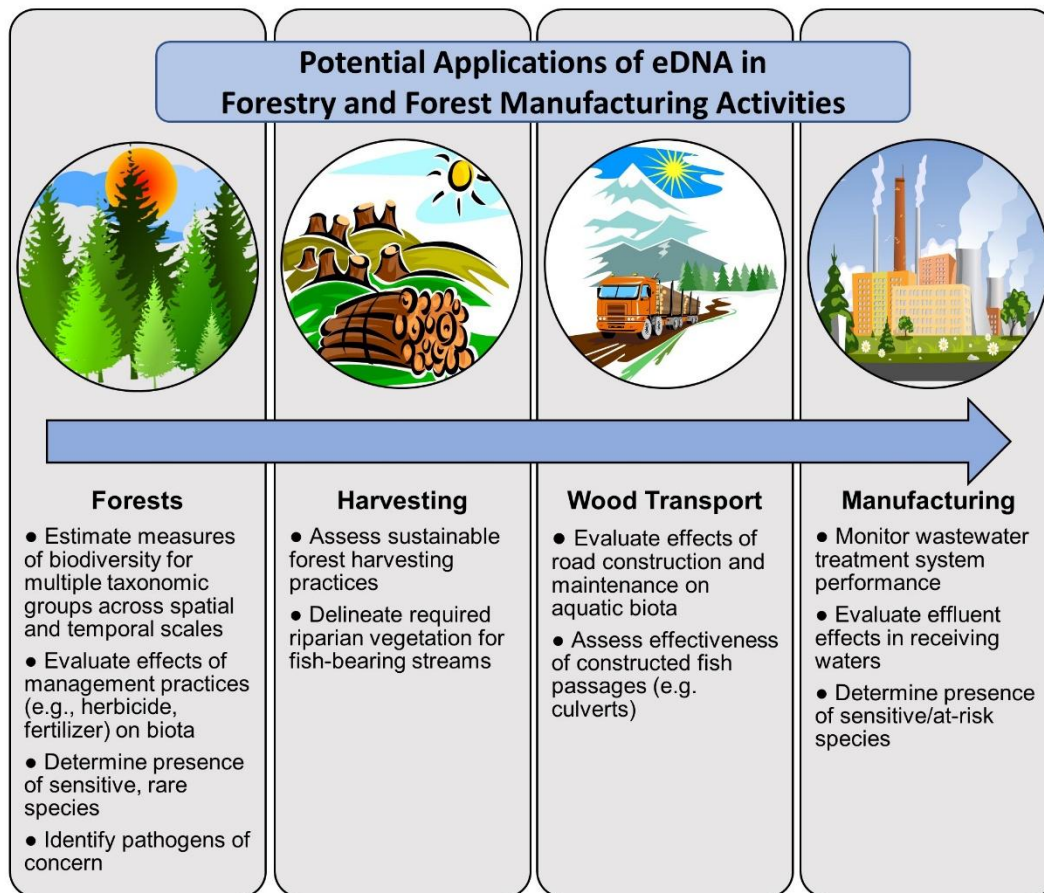 Potential Applications of eDNA in
Forestry and Forest Manufacturing Activities
Forests
● Estimate measures
of biodiversity for
multiple taxonomic
groups across spatial
and temporal scales
● Evaluate effects of
management practices
(e.g., herbicide,
fertilizer) on biota
● Determine presence
of sensitive, rare
species
● Identify pathogens of
concern
Harvesting
● Assess sustainable
forest harvesting
practices
● Delineate required
riparian vegetation for
fish-bearing streams
Wood Transport
● Evaluate effects of
road construction and
maintenance on
aquatic biota
● Assess effectiveness
of constructed fish
passages (e.g.
culverts)
Manufacturing
● Monitor wastewater
treatment system
performance
● Evaluate effluent
effects in receiving
waters
● Determine presence
of sensitive/at-risk
species